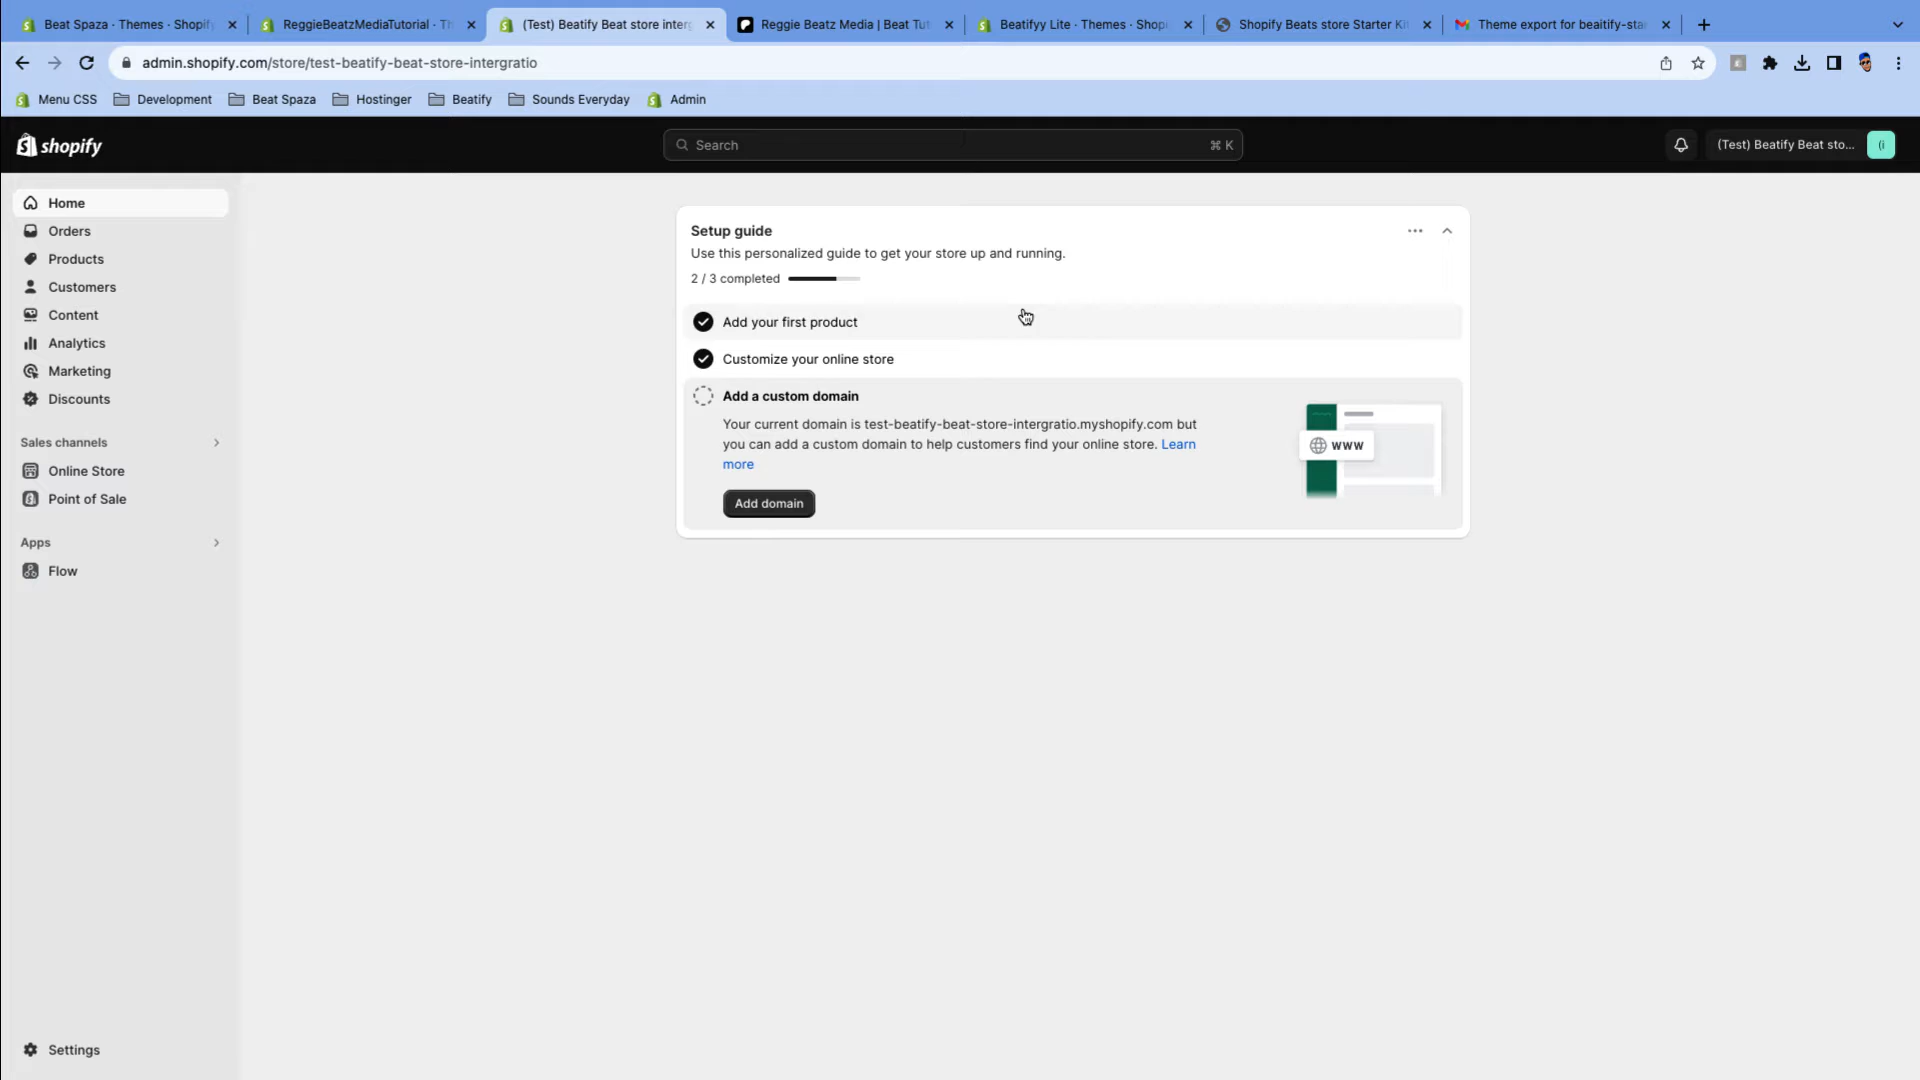 Beat Spaza · Themes · Shopify
ReggieBeatzMediaTutorial · Th
(Test) Beatify Beat store interg
Reggie Beatz Media | Beat Tut
Beatifyy Lite · Themes · Shopi
Shopify Beats store Starter Kit
Theme export for beaitify-sta
admin.shopify.com/store/test-beatify-beat-store-intergratio
Menu CSS
Development
Beat Spaza
Hostinger
Beatify
Sounds Everyday
Admin
shopify
Search
⌘ K
(Test) Beatify Beat sto...
(i
Home
Orders
Products
Customers
Content
Analytics
Marketing
Discounts
Sales channels
Online Store
Point of Sale
Apps
Flow
Settings
Setup guide
Use this personalized guide to get your store up and running.
2 / 3 completed
Add your first product
Customize your online store
Add a custom domain
Your current domain is test-beatify-beat-store-intergratio.myshopify.com but
you can add a custom domain to help customers find your online store. Learn
more
Add domain
www